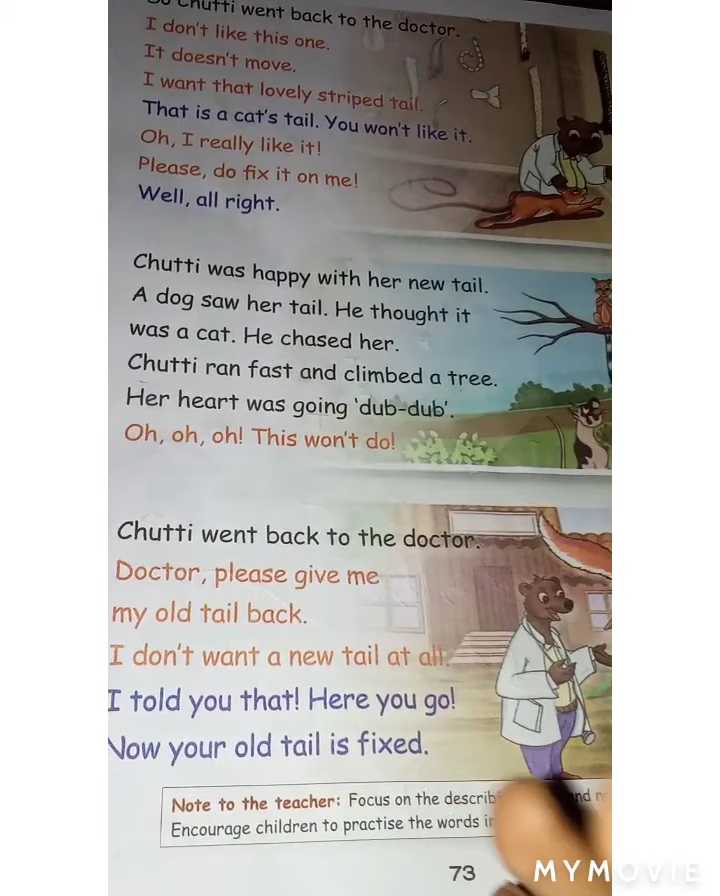 Chutti went back to the doctor.
I don't like this one.
It doesn't move.
I want that lovely striped tail.
That is a cat's tail. You won't like it.
Oh, I really like it!
Please, do fix it on me!
Well, all right.
Chutti was happy with her new tail.
A dog saw her tail. He thought it
was a cat. He chased her.
Chutti ran fast and climbed a tree.
Her heart was going 'dub-dub'.
Oh, oh, oh! This won't do!
Chutti went back to the doctor.
Doctor, please give me
my old tail back.
I don't want a new tail at all.
I told you that! Here you go!
Now your old tail is fixed.
Note to the teacher: Focus on the
Encourage children to practise the words
73
MYMOVIE